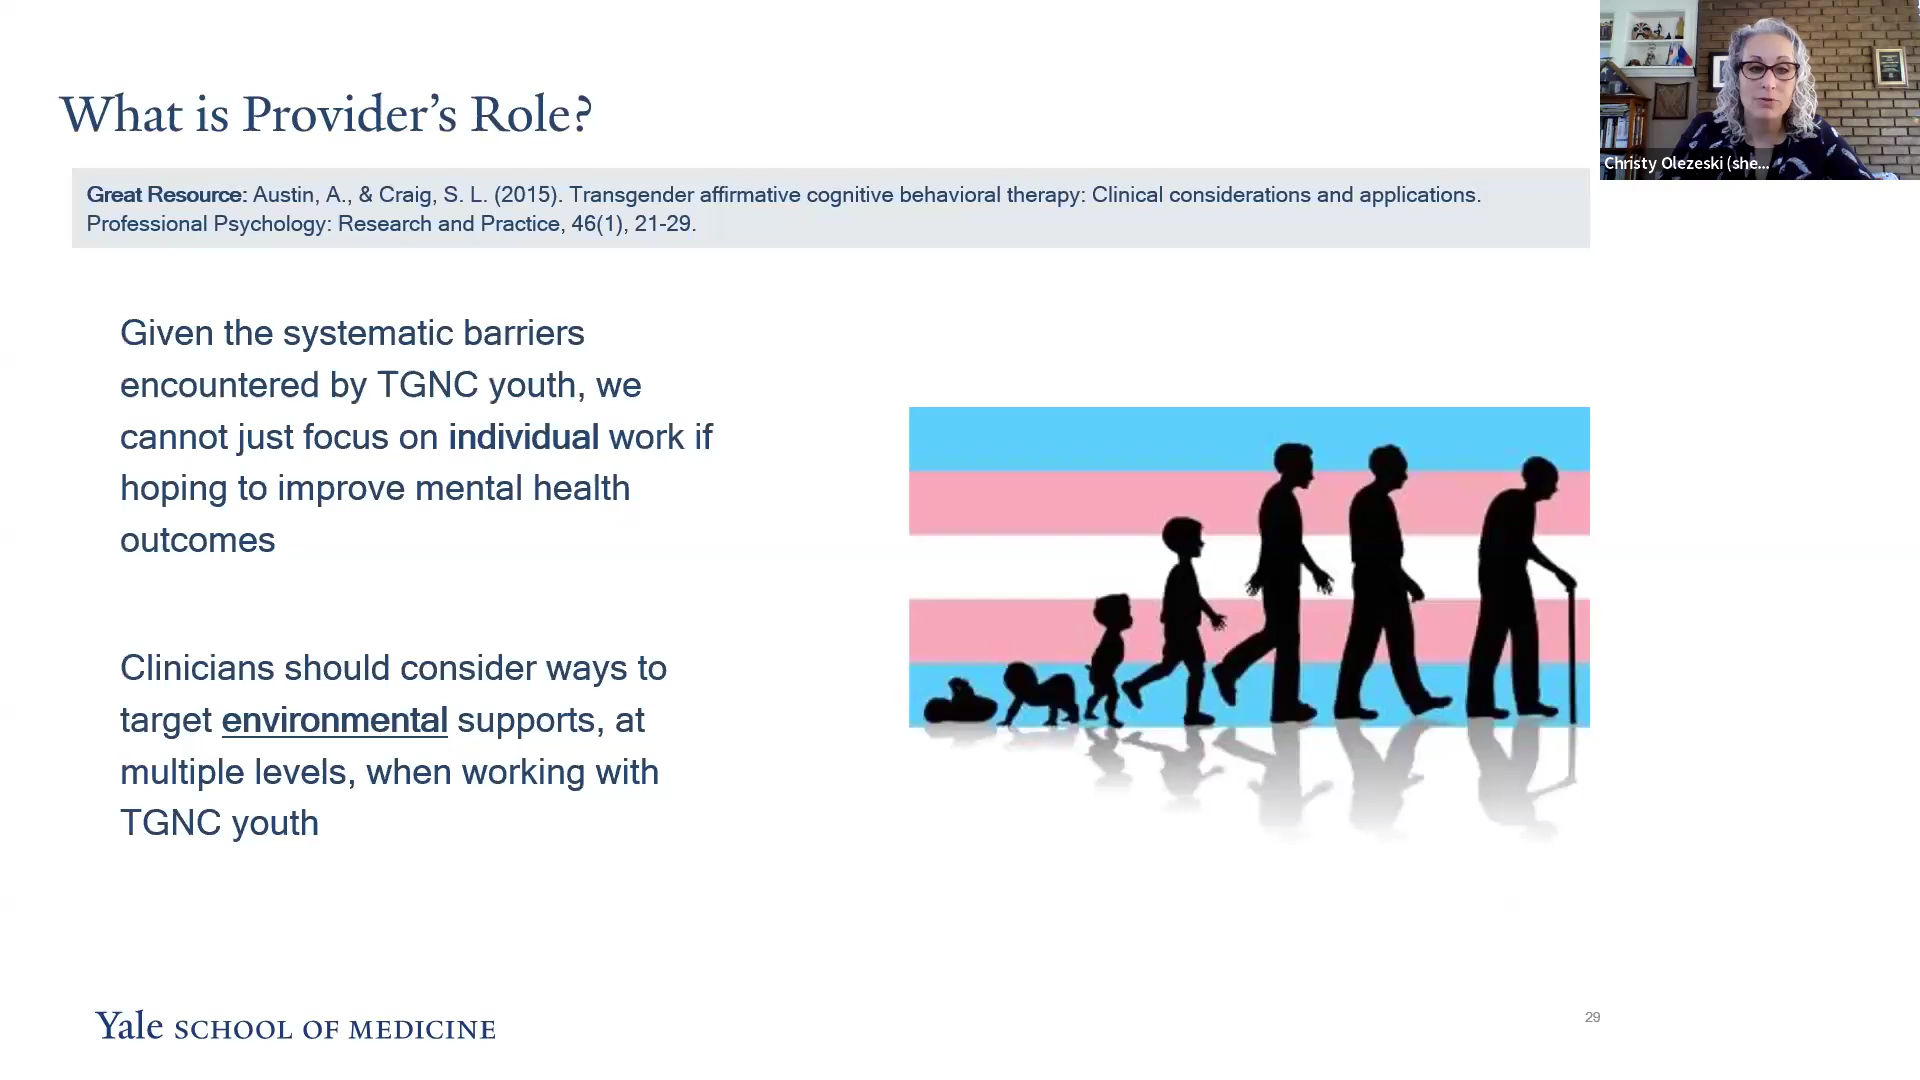 What is Provider's Role?
Great Resource: Austin, A., & Craig, S. L. (2015). Transgender affirmative cognitive behavioral therapy: Clinical considerations and applications.
Professional Psychology: Research and Practice, 46(1), 21-29.
Given the systematic barriers
encountered by TGNC youth, we
cannot just focus on individual work if
hoping to improve mental health
outcomes
Clinicians should consider ways to
target environmental supports, at
multiple levels, when working with
TGNC youth
Yale SCHOOL OF MEDICINE
29
Christy Olezeski (she...